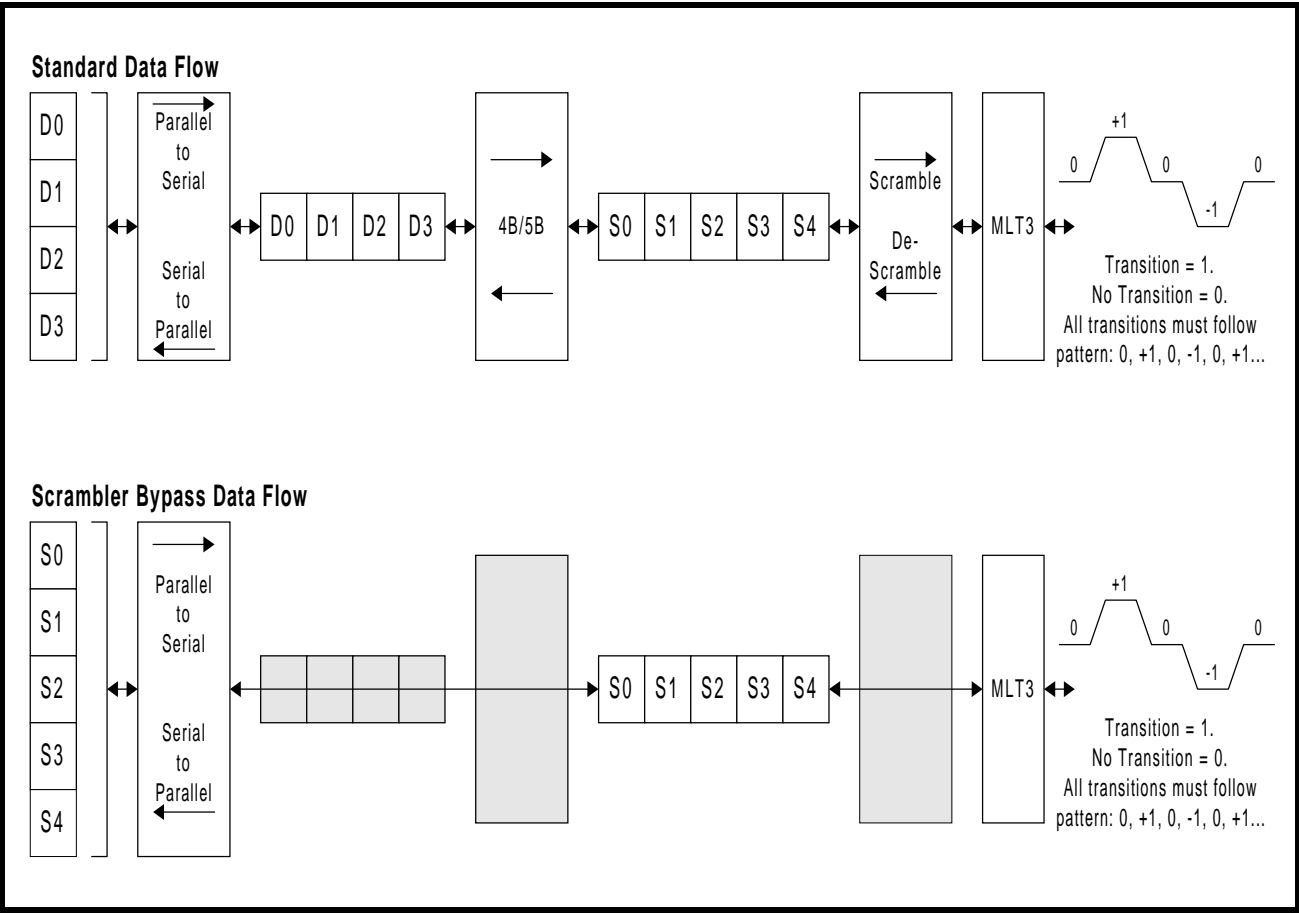 Standard Data Flow
D0
D1
D2
D3
Parallel
to
Serial
Serial
to
Parallel
D0 D1 D2 D3
4B/5B
S0 S1 S2 S3 S4
Scramble
De-
Scramble
MLT3
0 +1 0 -1 0
Transition = 1.
No Transition = 0.
All transitions must follow
pattern: 0, +1, 0, -1, 0, +1...
Scrambler Bypass Data Flow
S0
S1
S2
S3
S4
Parallel
to
Serial
Serial
to
Parallel
S0 S1 S2 S3 S4
MLT3
0 +1 0 -1 0
Transition = 1.
No Transition = 0.
All transitions must follow
pattern: 0, +1, 0, -1, 0, +1...